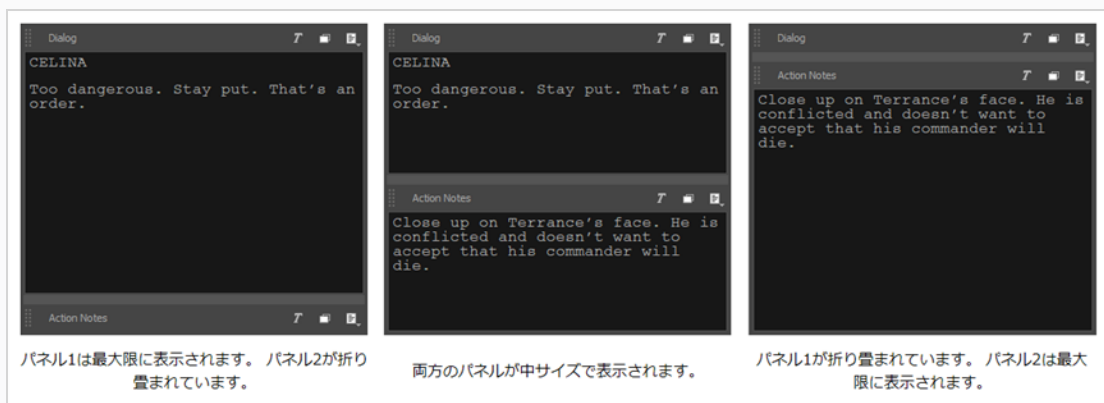 Dialog
CELINA
Too dangerous. Stay put. That's an
order.
Action Notes
パネル1は最大限に表示されます。 パネル2が折り
畳まれています。
Dialog
CELINA
Too dangerous. Stay put. That's an
order.
Action Notes
Close up on Terrance's face. He is
conflicted and doesn't want to
accept that his commander will
die.
両方のパネルが中サイズで表示されます。
Dialog
Action Notes
Close up on Terrance's face. He is
conflicted and doesn't want to
accept that his commander will
die.
パネル1が折り畳まれています。 パネル2は最大
限に表示されます。